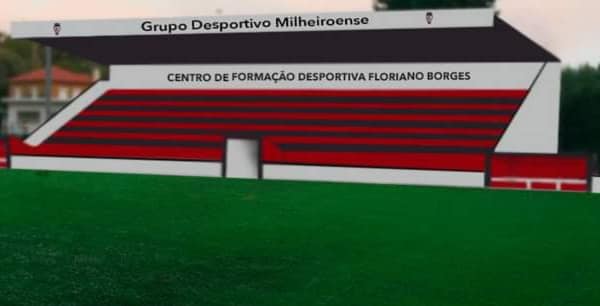 Grupo Desportivo Milheiroense
CENTRO DE FORMAÇÃO DESPORTIVA FLORIANO BORGES